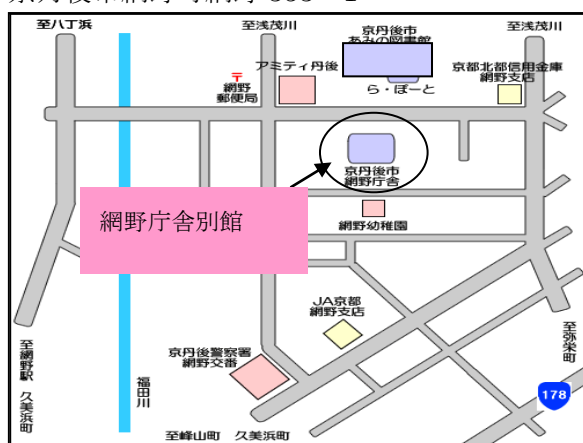 至八丁浜
至浅茂川
京丹後市
あみの図書館
至浅茂川
アミティ丹後
京都北都信用金庫
網野支店
〒
網野
郵便局
ら・ぽーと
京丹後市
網野庁舎
網野庁舎別館
網野幼稚園
JA京都
網野支店
京丹後警察署
網野交番
至網野駅 久美浜町
福田川
至弥栄町
178
至峰山町 久美浜町